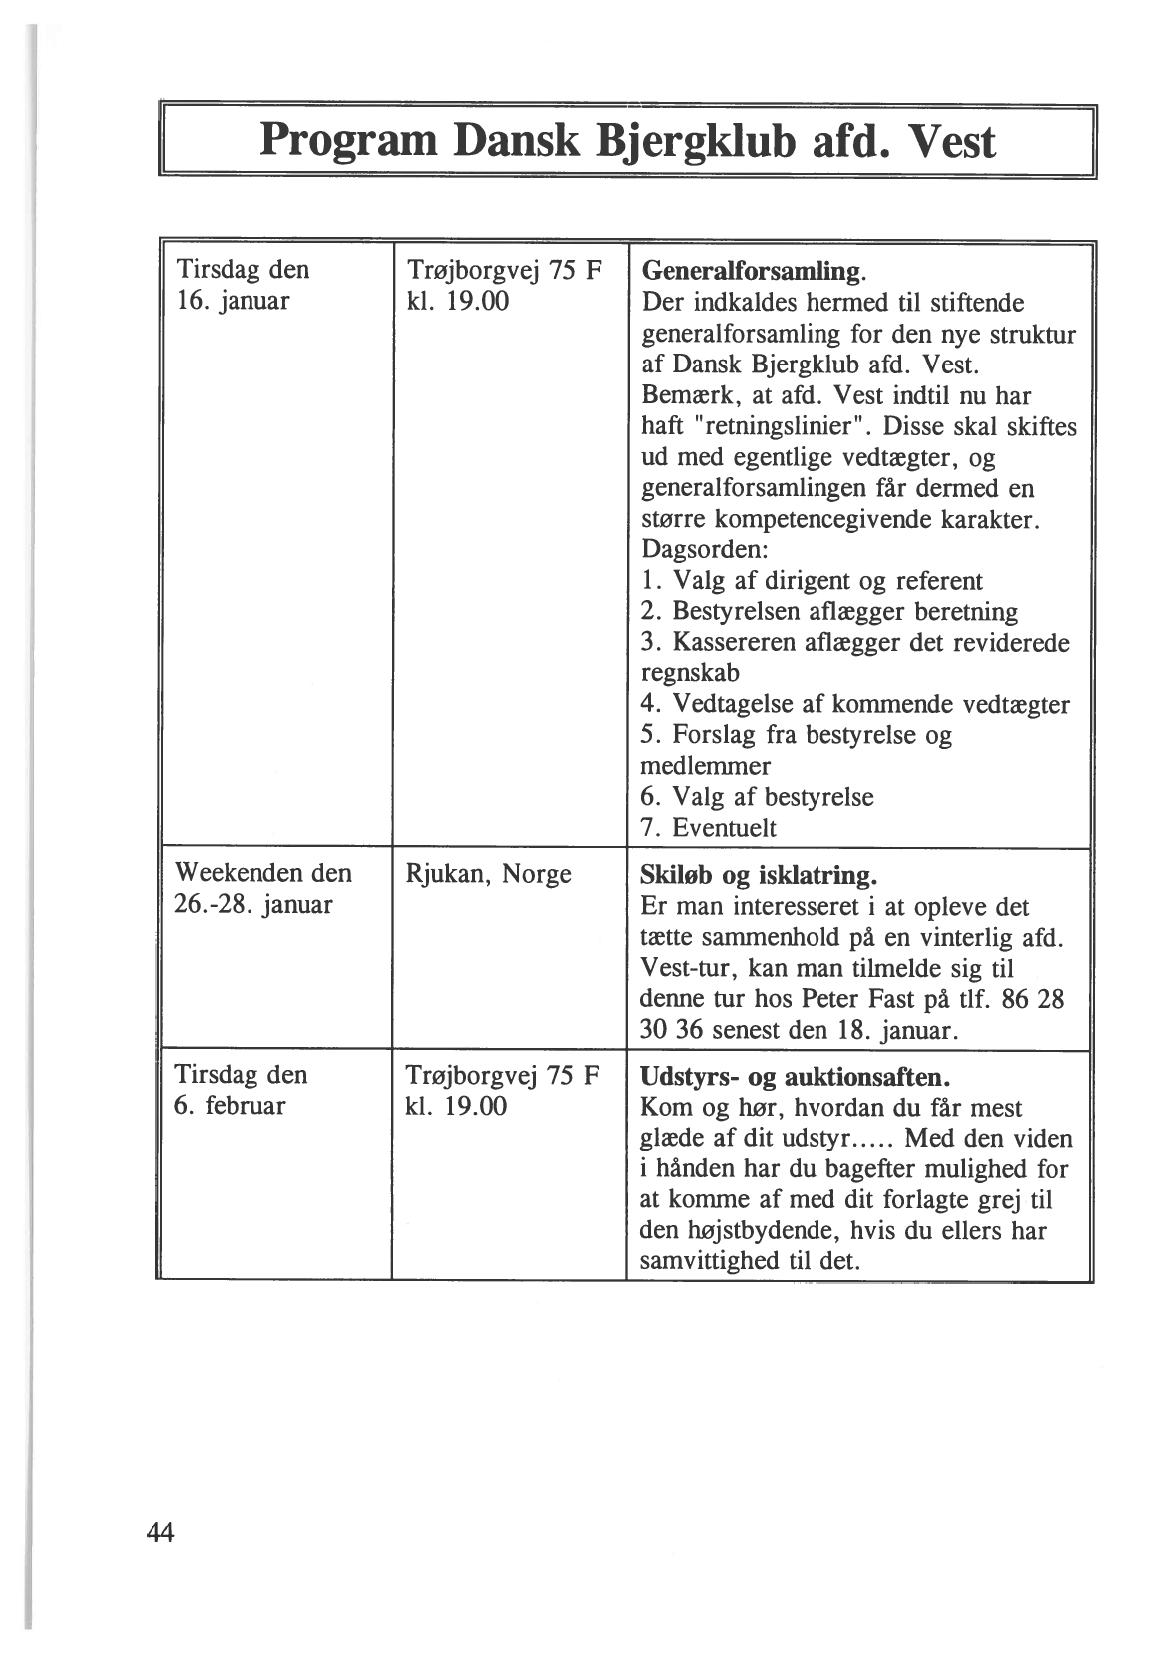 Program Dansk Bjergklub afd. Vest
Tirsdag den
16. januar
Trøjborgvej 75 F
kl. 19.00
Generalforsamling.
Der indkaldes hermed til stiftende
generalforsamling for den nye struktur
af Dansk Bjergklub afd. Vest.
Bemærk, at afd. Vest indtil nu har
haft "retningslinier". Disse skal skiftes
ud med egentlige vedtægter, og
generalforsamlingen får dermed en
større kompetencegivende karakter.
Dagsorden:
1. Valg af dirigent og referent
2. Bestyrelsen aflægger beretning
3. Kassereren aflægger det reviderede
regnskab
4. Vedtagelse af kommende vedtægter
5. Forslag fra bestyrelse og
medlemmer
6. Valg af bestyrelse
7. Eventuelt
Weekenden den
26.-28. januar
Rjukan, Norge
Skiløb og isklatring.
Er man interesseret i at opleve det
tætte sammenhold på en vinterlig afd.
Vest-tur, kan man tilmelde sig til
denne tur hos Peter Fast på tlf. 86 28
30 36 senest den 18. januar.
Tirsdag den
6. februar
Trøjborgvej 75 F
kl. 19.00
Udstyrs- og auktionsaften.
Kom og hør, hvordan du får mest
glæde af dit udstyr..... Med den viden
i hånden har du bagefter mulighed for
at komme af med dit forlagte grej til
den højstbydende, hvis du ellers har
samvittighed til det.
44